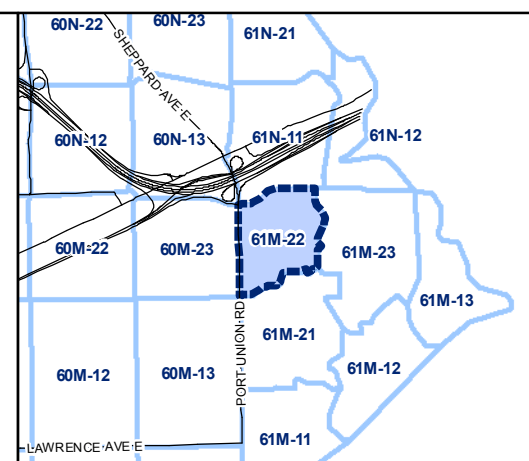 60N-22
60N-23
61N-21
SHEPPARD AVE E
60N-12
60N-13
61N-11
61N-12
60M-22
60M-23
61M-22
61M-23
61M-13
PORT UNION RD
61M-21
60M-12
60M-13
61M-12
61M-11
LAWRENCE AVE E